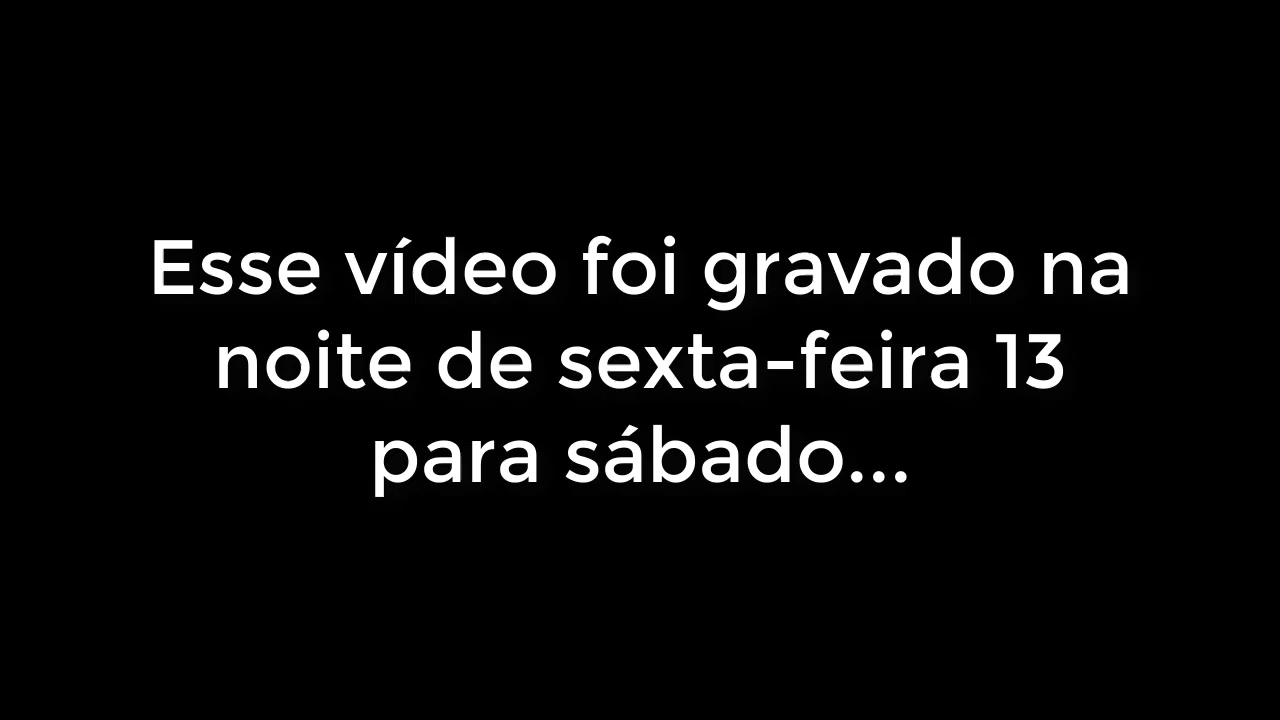 Esse vídeo foi gravado na
noite de sexta-feira 13
para sábado...